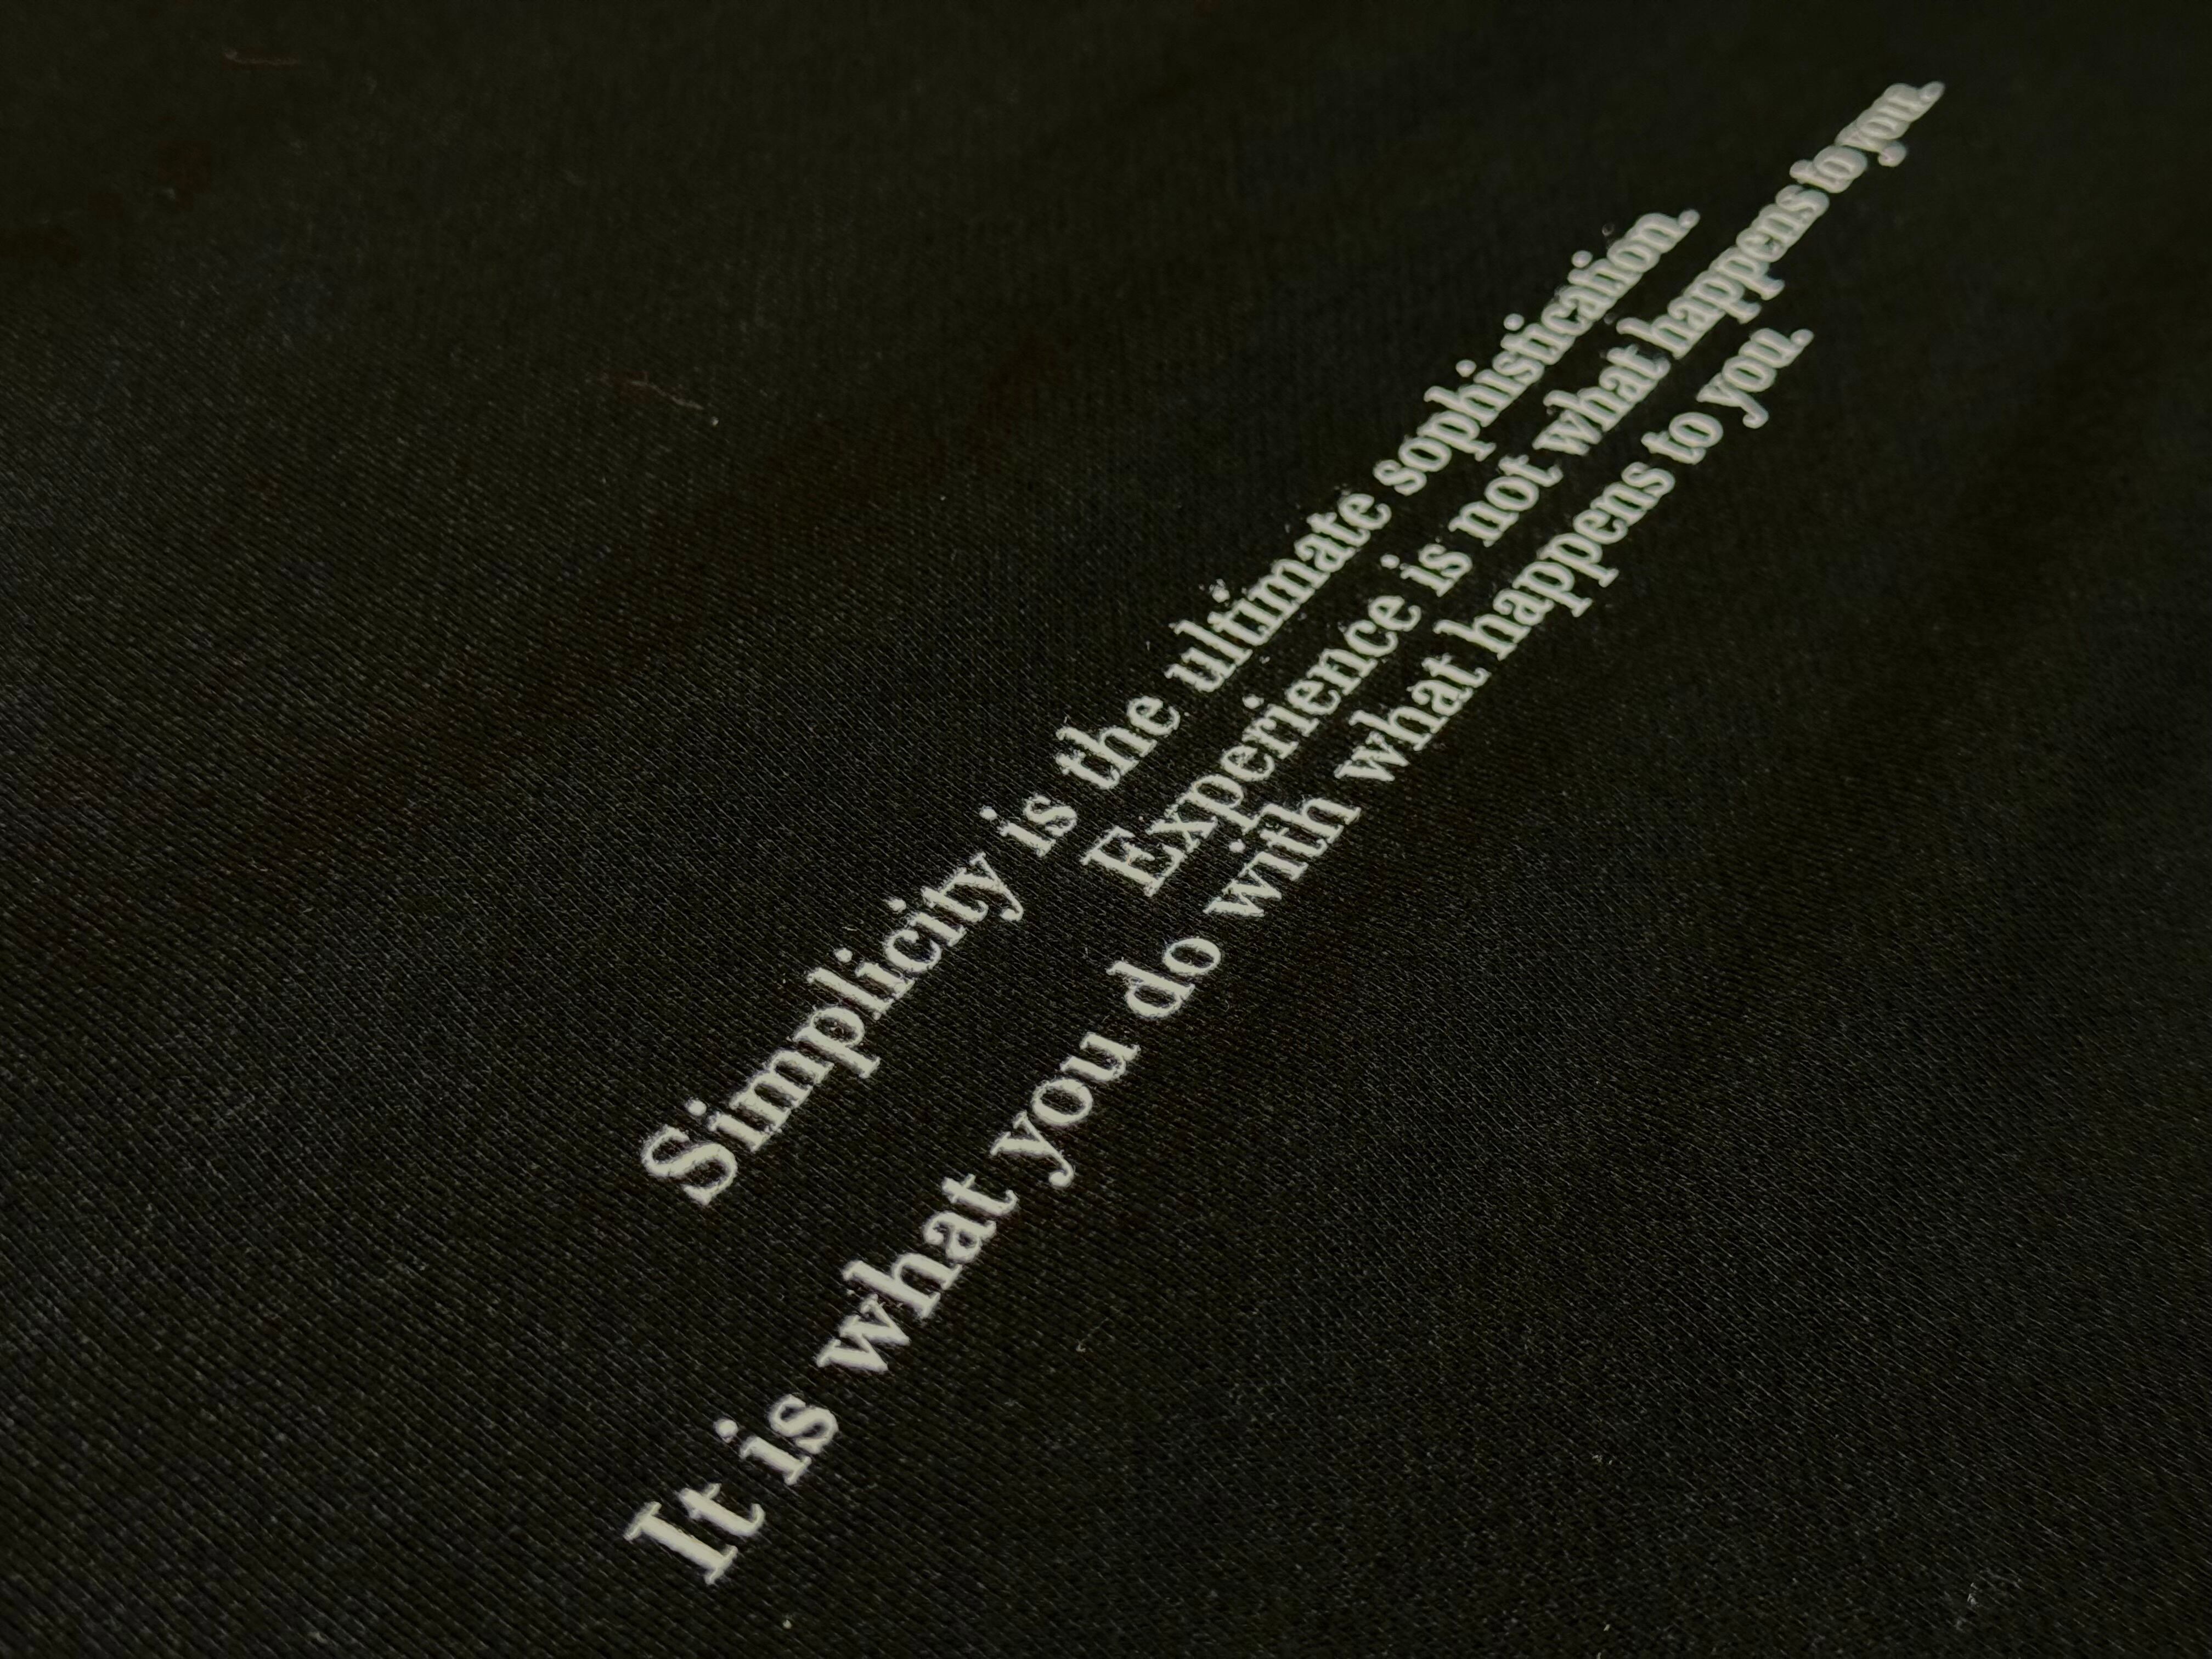 Simplicity is the ultimate sophistication.
Experience is not what happens to you.
It is what you do with what happens to you.